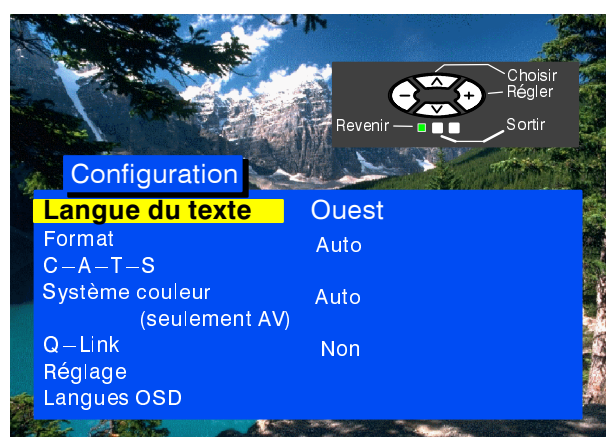 Choisir
Régler
Revenir
Sortir
Configuration
Langue du texte Ouest
Format Auto
C–A–T–S
Système couleur Auto
(seulement AV)
Q–Link Non
Réglage
Langues OSD